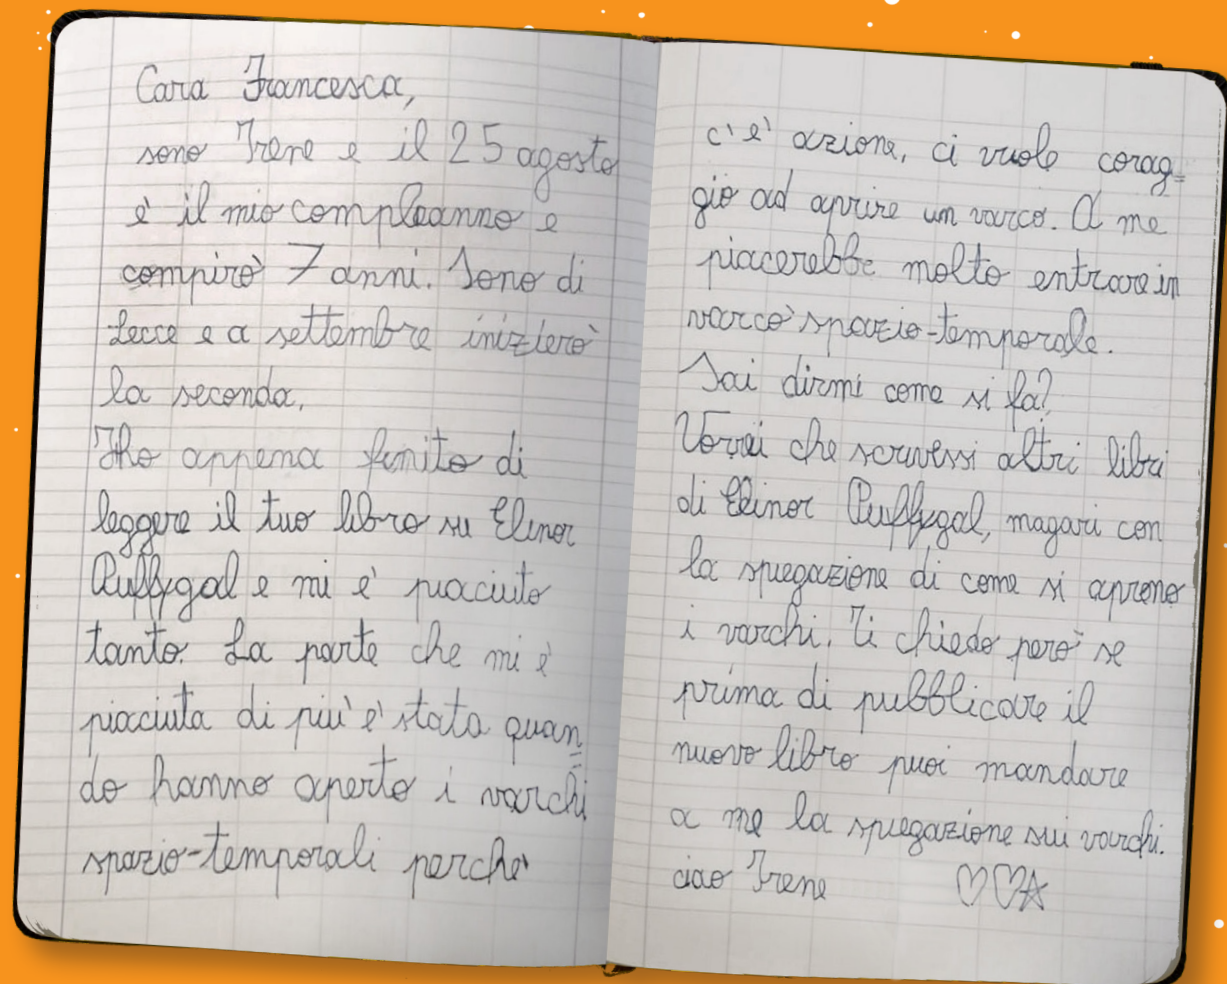 Cara Francesca,
sono Irene e il 25 agosto
è il mio compleanno e
compirò 7 anni. Sono di
Lecce e a settembre inizierò
la seconda.
Ho appena finito di
leggere il tuo libro su Elinor
Puffygal e mi è piaciuto
tanto. La parte che mi è
piaciuta di più è stata quan=
do hanno aperto i varchi
spazio-temporali perchè
c'è azione, ci vuole corag=
gio ad aprire un varco. A me
piacerebbe molto entrare in
varco spazio-temporale.
Sai dirmi come si fa?
Vorrei che scrivessi altri libri
di Elinor Puffygal, magari con
la spiegazione di come si aprono
i varchi. Ti chiedo però se
prima di pubblicare il
nuovo libro puoi mandare
a me la spiegazione sui varchi.
ciao Irene ♡♡☆